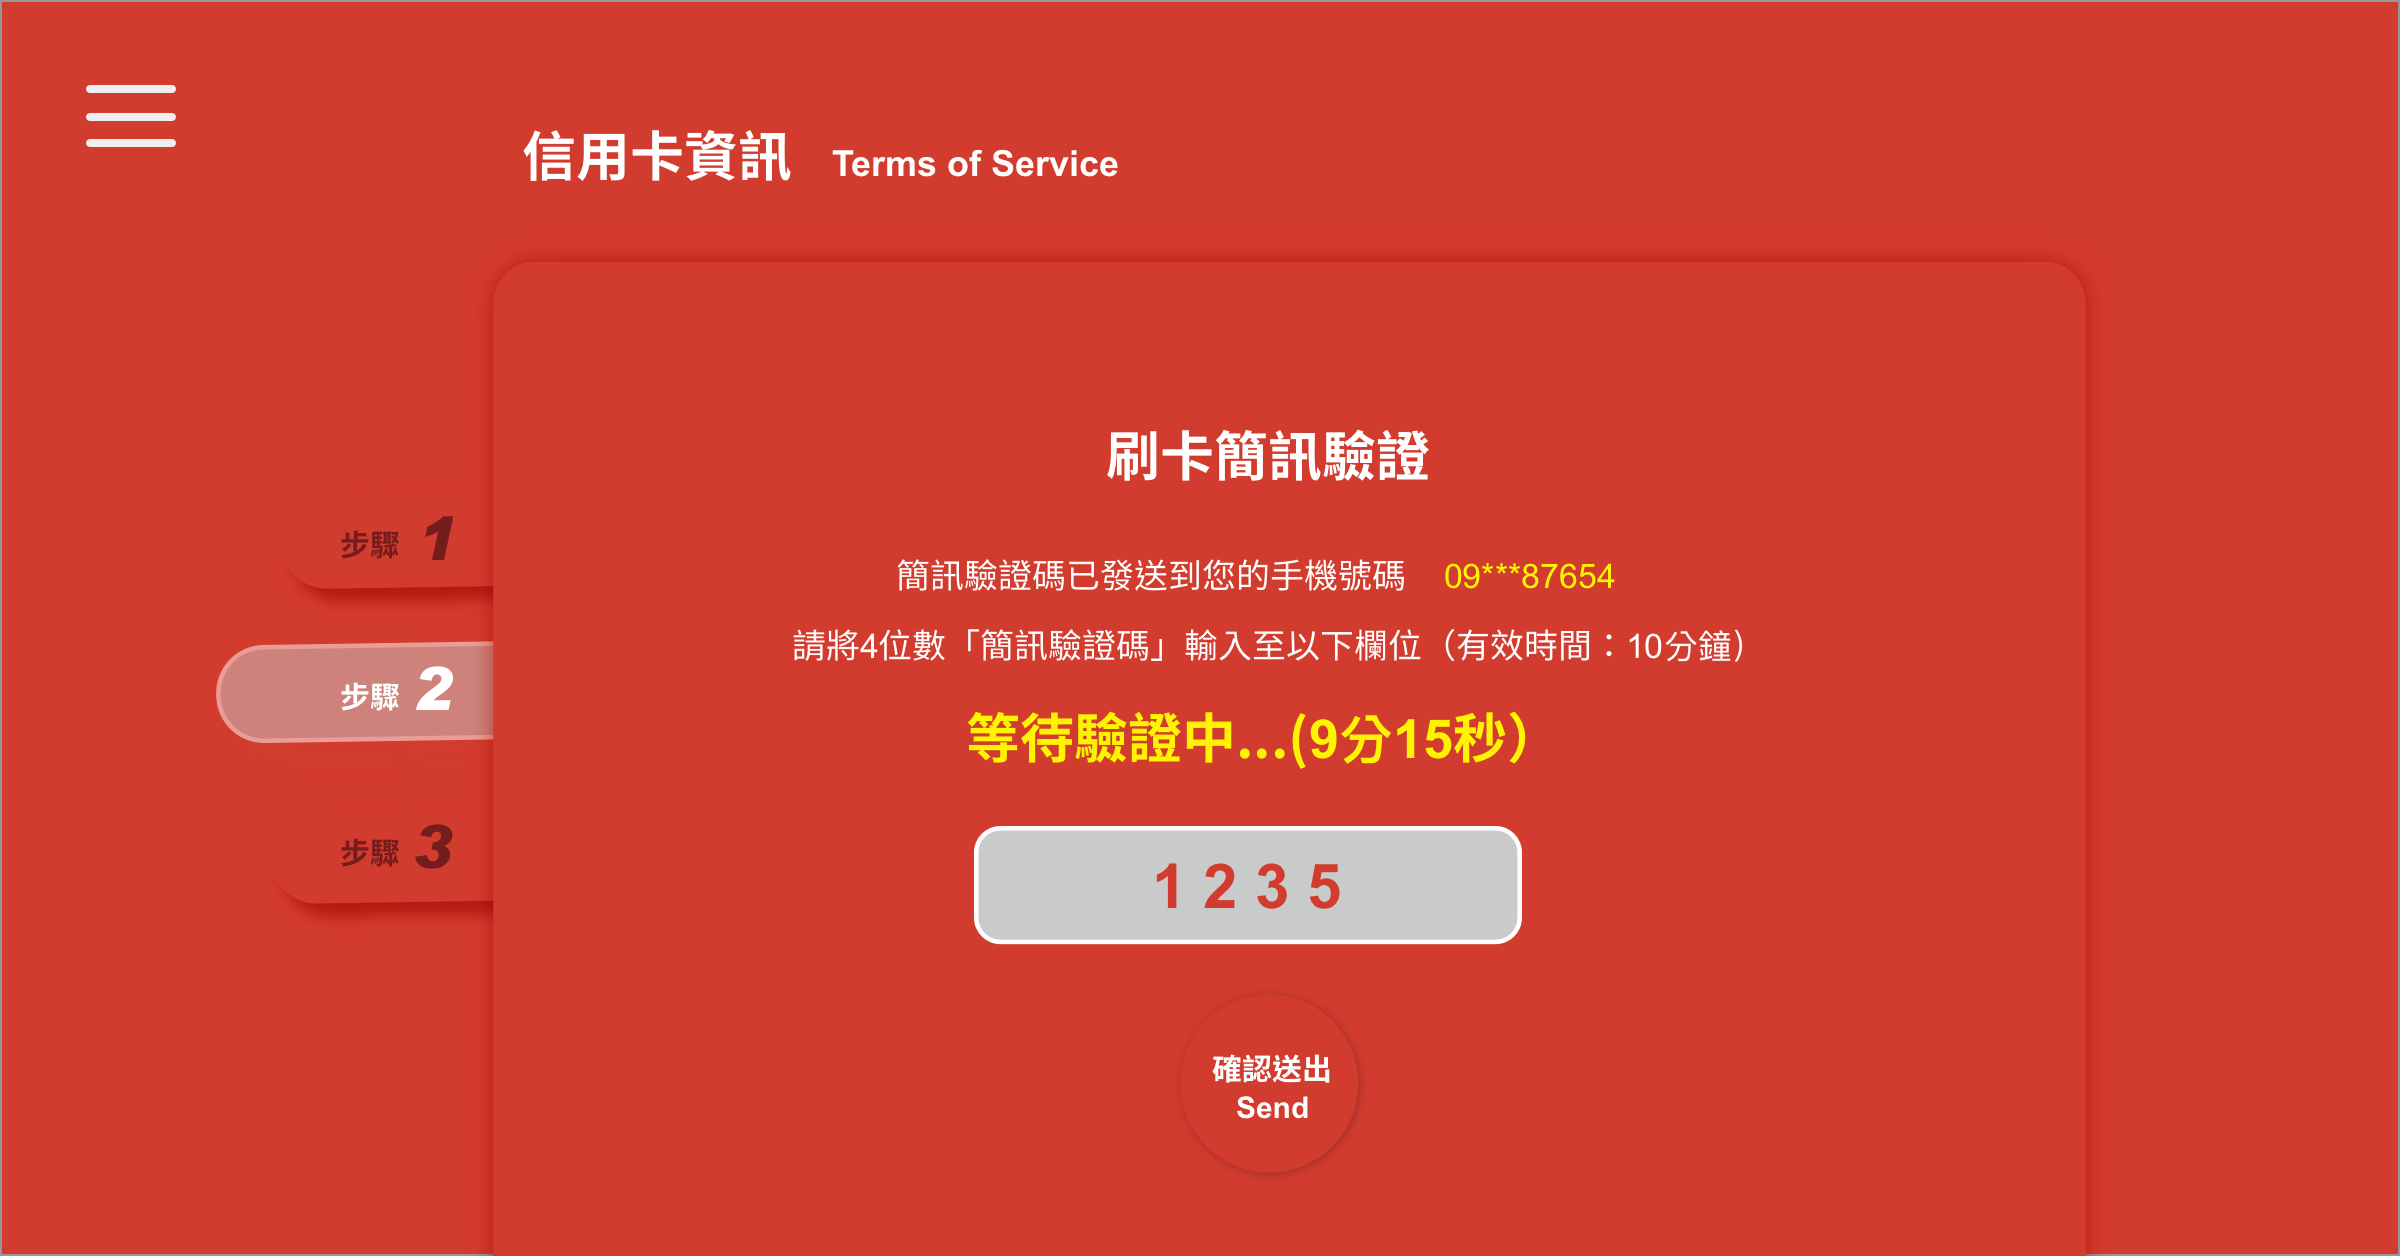 信用卡資訊 Terms of Service
刷卡簡訊驗證
簡訊驗證碼已發送到您的手機號碼 09***87654
請將4位數「簡訊驗證碼」輸入至以下欄位（有效時間：10分鐘）
等待驗證中...(9分15秒）
1 2 3 5
確認送出
Send
步驟 1
步驟 2
步驟 3